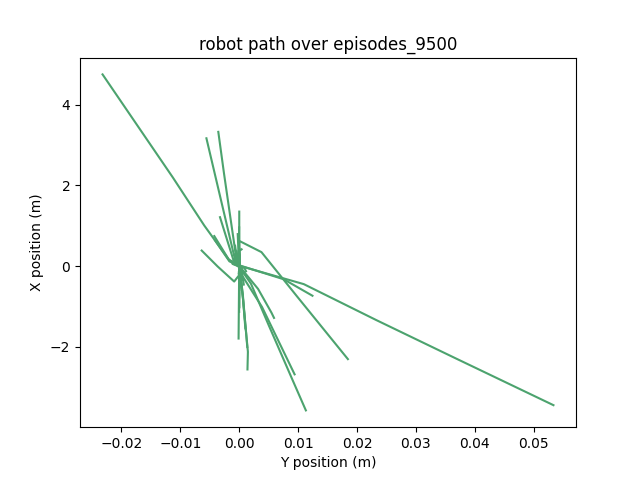 robot path over episodes_9500
4
2
0
−2
X position (m)
−0.02 −0.01 0.00 0.01 0.02 0.03 0.04 0.05
Y position (m)